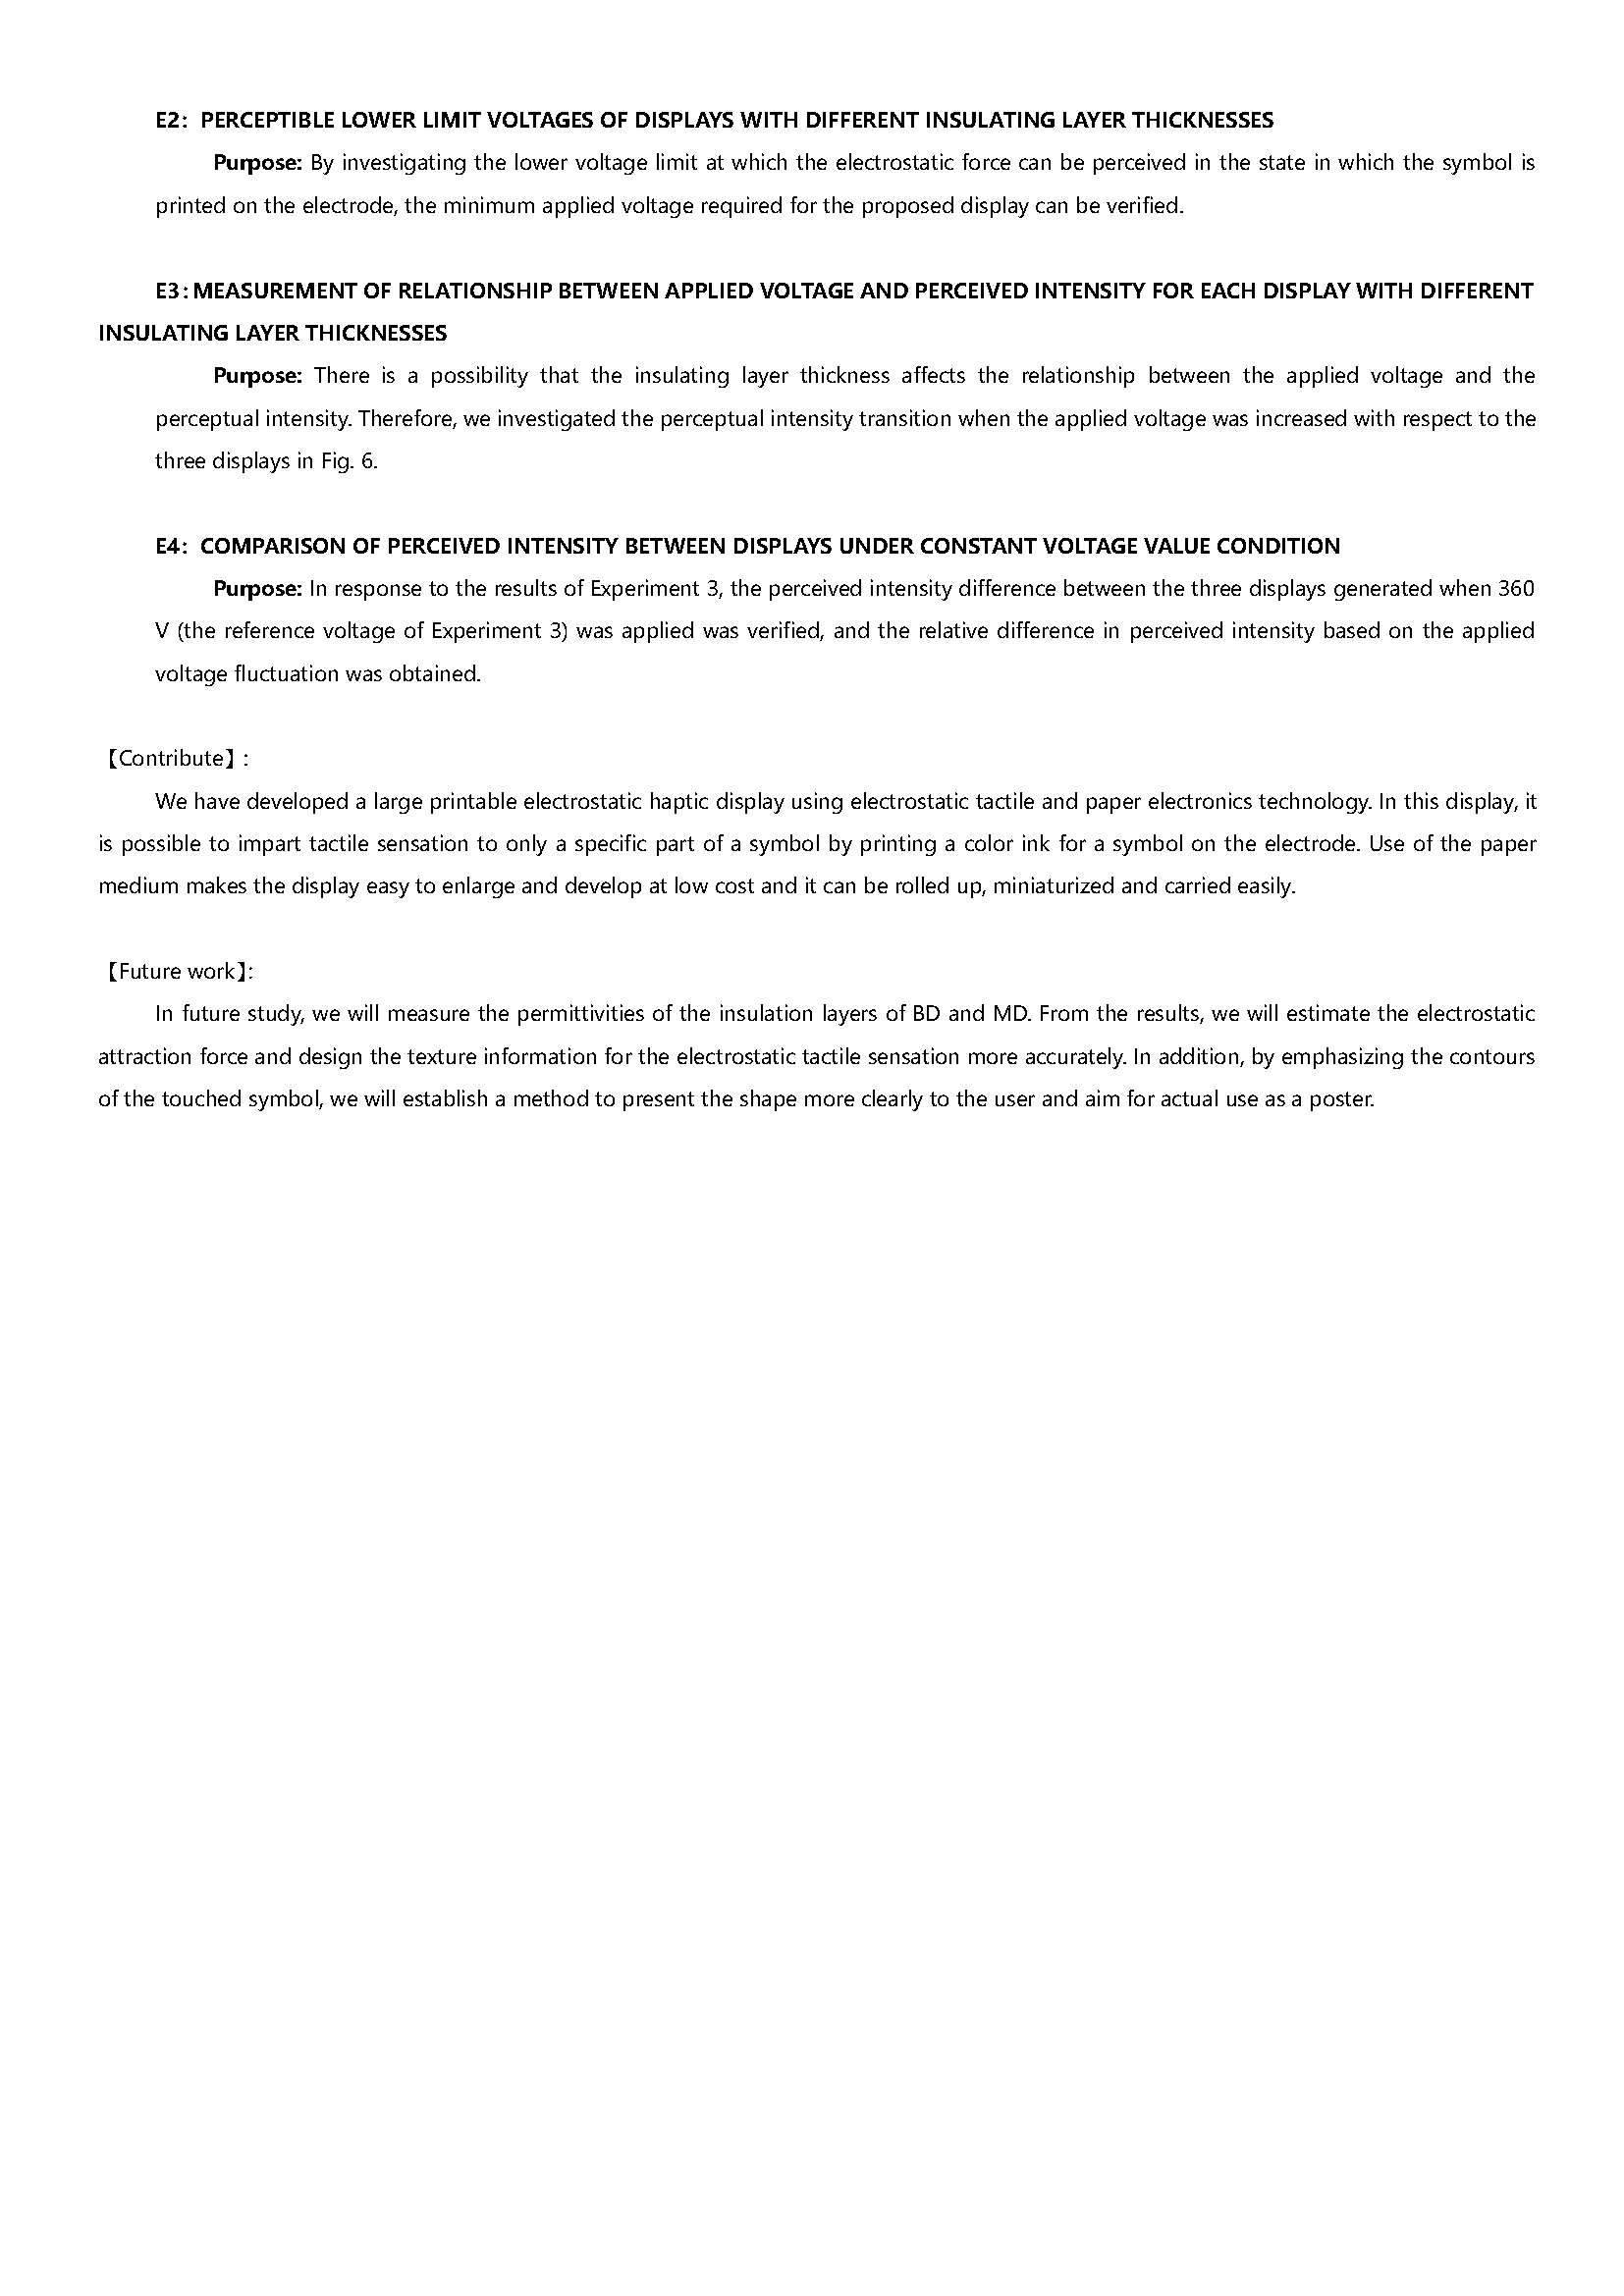 E2: PERCEPTIBLE LOWER LIMIT VOLTAGES OF DISPLAYS WITH DIFFERENT INSULATING LAYER THICKNESSES
Purpose: By investigating the lower voltage limit at which the electrostatic force can be perceived in the state in which the symbol is
printed on the electrode, the minimum applied voltage required for the proposed display can be verified.
E3: MEASUREMENT OF RELATIONSHIP BETWEEN APPLIED VOLTAGE AND PERCEIVED INTENSITY FOR EACH DISPLAY WITH DIFFERENT
INSULATING LAYER THICKNESSES
Purpose: There is a possibility that the insulating layer thickness affects the relationship between the applied voltage and the
perceptual intensity. Therefore, we investigated the perceptual intensity transition when the applied voltage was increased with respect to the
three displays in Fig. 6.
E4: COMPARISON OF PERCEIVED INTENSITY BETWEEN DISPLAYS UNDER CONSTANT VOLTAGE VALUE CONDITION
Purpose: In response to the results of Experiment 3, the perceived intensity difference between the three displays generated when 360
V (the reference voltage of Experiment 3) was applied was verified, and the relative difference in perceived intensity based on the applied
voltage fluctuation was obtained.
【Contribute】:
We have developed a large printable electrostatic haptic display using electrostatic tactile and paper electronics technology. In this display, it
is possible to impart tactile sensation to only a specific part of a symbol by printing a color ink for a symbol on the electrode. Use of the paper
medium makes the display easy to enlarge and develop at low cost and it can be rolled up, miniaturized and carried easily.
【Future work】:
In future study, we will measure the permittivities of the insulation layers of BD and MD. From the results, we will estimate the electrostatic
attraction force and design the texture information for the electrostatic tactile sensation more accurately. In addition, by emphasizing the contours
of the touched symbol, we will establish a method to present the shape more clearly to the user and aim for actual use as a poster.